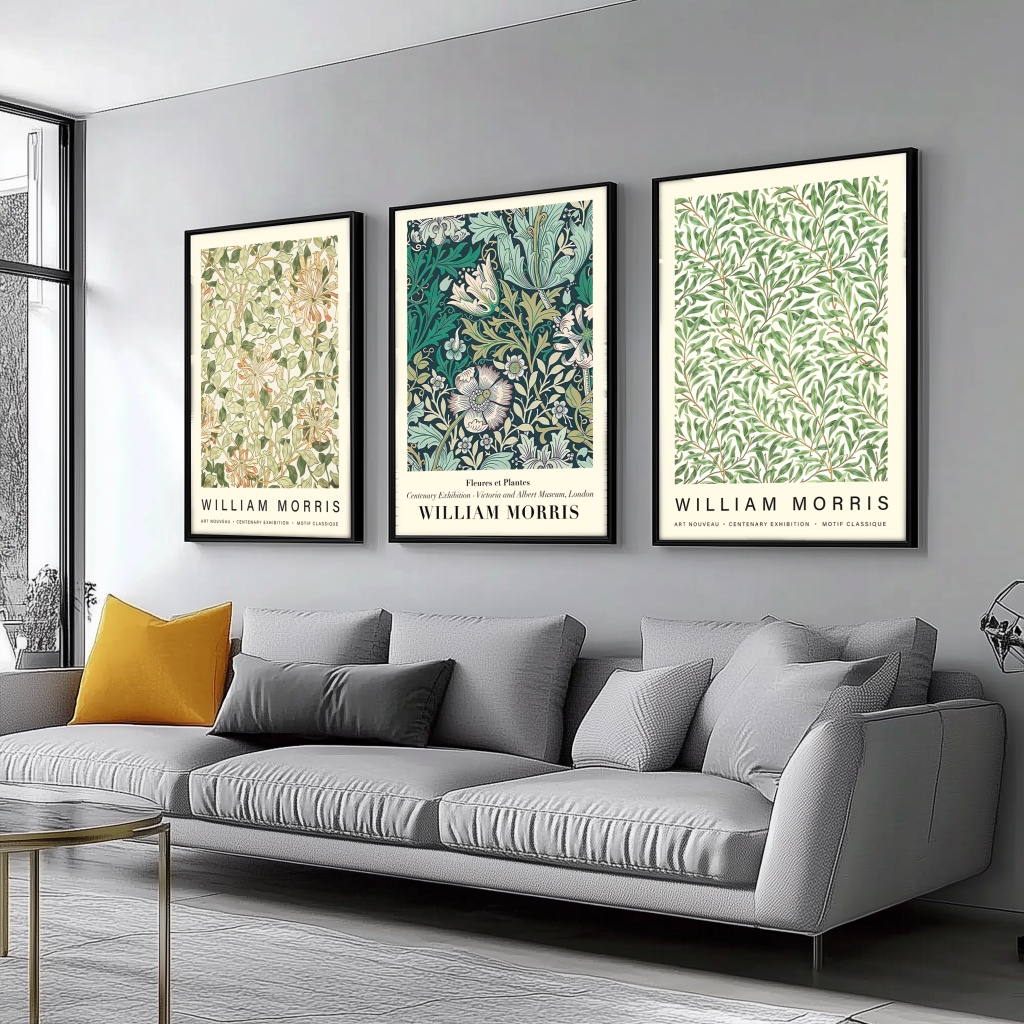 WILLIAM MORRIS
ART NOUVEAU • CENTENARY EXHIBITION • MOTIF CLASSIQUE
Fleures et Plantes
Centenary Exhibition - Victoria and Albert Museum, London
WILLIAM MORRIS
WILLIAM MORRIS
ART NOUVEAU • CENTENARY EXHIBITION • MOTIF CLASSIQUE